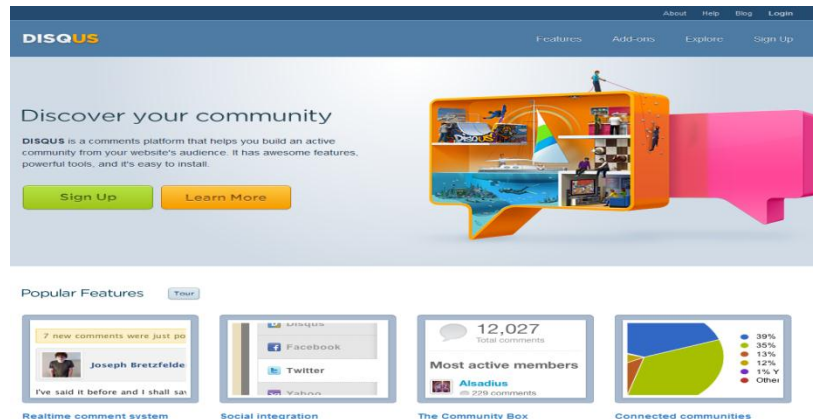 About Help Blog Login
DISQUS
Features Add-ons Explore Sign Up
Discover your community
DISQUS is a comments platform that helps you build an active
community from your website's audience. It has awesome features,
powerful tools, and it's easy to install.
Sign Up Learn More
DISQUS
Popular Features Tour
7 new comments were just po
Joseph Bretzfelde
I've said it before and I shall say
Realtime comment system
Disqus
Facebook
Twitter
Yahoo
Social integration
12,027
Total comments
Most active members
Alsadius
229 comments
The Community Box
39%
35%
13%
12%
1% Y
Other
Connected communities